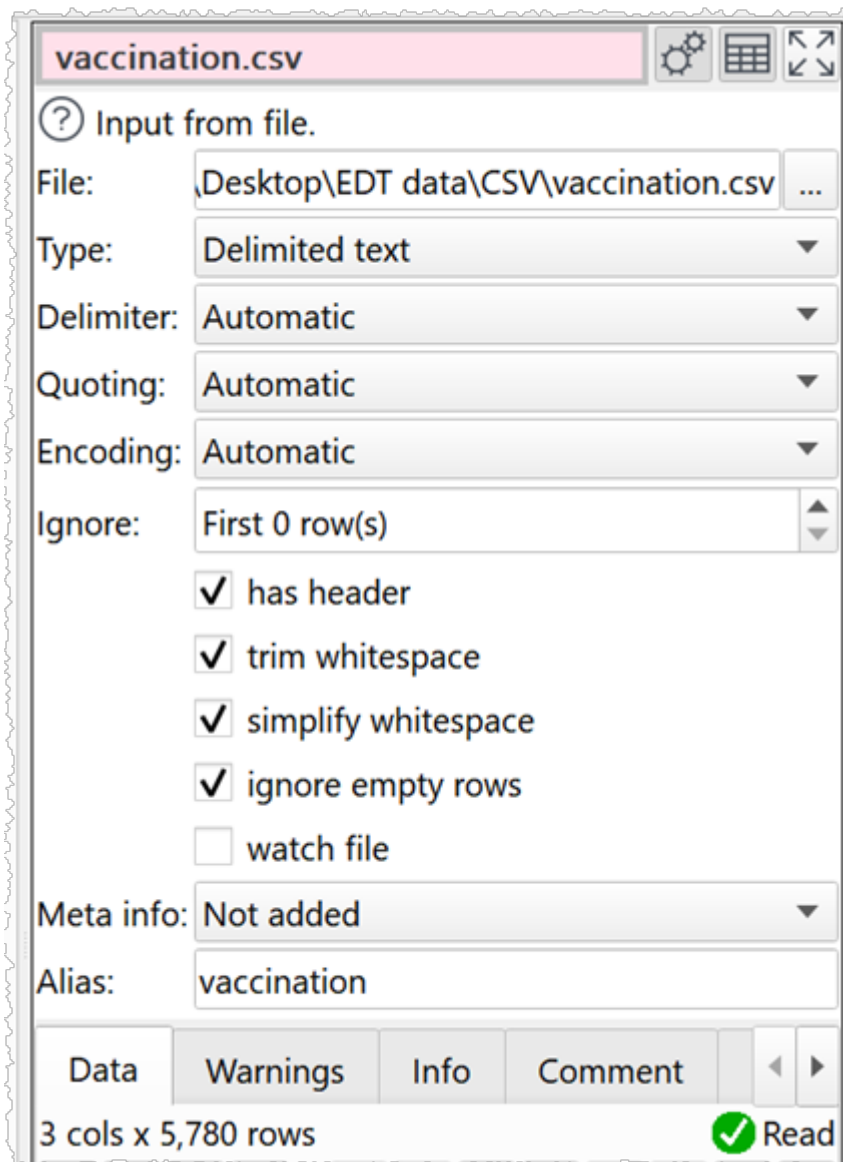 vaccination.csv
? Input from file.
File: \Desktop\EDT data\CSV\vaccination.csv ...
Type: Delimited text
Delimiter: Automatic
Quoting: Automatic
Encoding: Automatic
Ignore: First 0 row(s)
has header
trim whitespace
simplify whitespace
ignore empty rows
watch file
Meta info: Not added
Alias: vaccination
Data Warnings Info Comment
3 cols x 5,780 rows Read